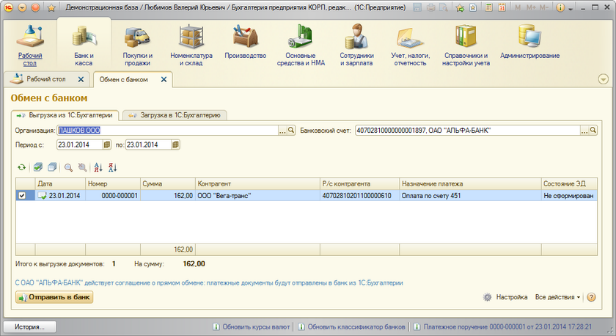 Демонстрационная база / Любимов Валерий Юрьевич / Бухгалтерия предприятия КОРП, редак... (1С:Предприятие)
Рабочий стол
Банк и касса
Покупки и продажи
Номенклатура и склад
Производство
Основные средства и НМА
Сотрудники и зарплата
Учет, налоги, отчетность
Справочники и настройки учета
Администрирование
Рабочий стол
Обмен с банком
Обмен с банком
Выгрузка из 1С:Бухгалтерии
Загрузка в 1С:Бухгалтерию
Организация: ПАШКОВ ООО
Банковский счет: 40702810000000001897, ОАО "АЛЬФА-БАНК"
Период с: 23.01.2014 по: 23.01.2014
Дата Номер Сумма Контрагент Р/с контрагента Назначение платежа Состояние ЭД
23.01.2014 0000-000001 162,00 ООО "Вега-транс" 40702810201100000610 Оплата по счету 451 Не сформирован
162,00
Итого к выгрузке документов: 1 На сумму: 162,00
С ОАО "АЛЬФА-БАНК" действует соглашение о прямом обмене: платежные документы будут отправлены в банк из 1С:Бухгалтерии
Отправить в банк
Настройка
Все действия
?
История...
Обновить курсы валют
Обновить классификатор банков
Платежное поручение 0000-000001 от 23.01.2014 17:28:21